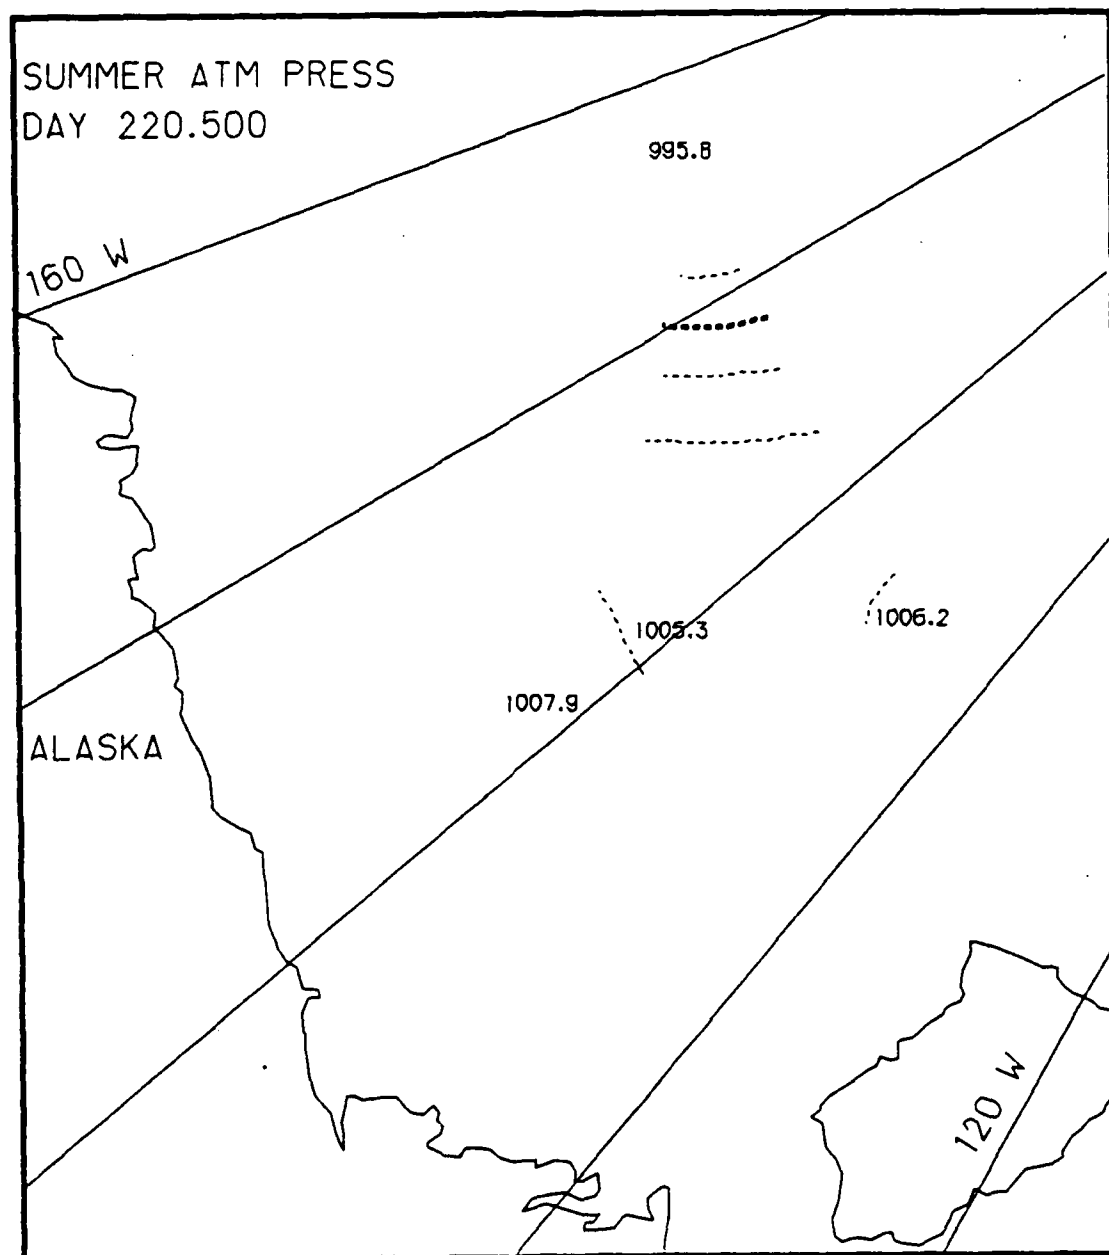 SUMMER ATM PRESS
DAY 220.500
995.8
160 W
1005.3
1006.2
1007.9
ALASKA
120 W